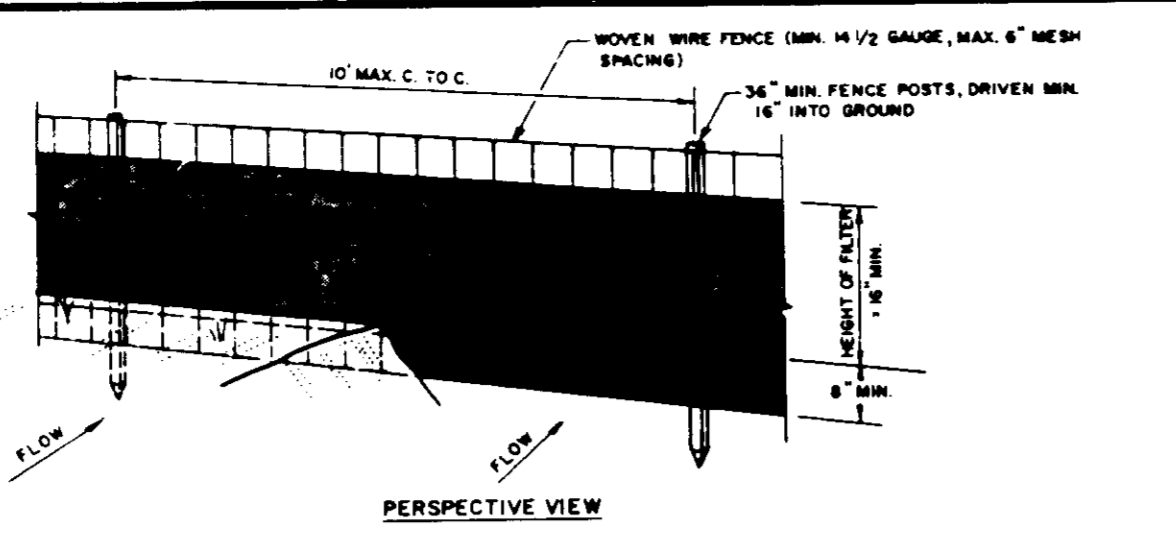 WOVEN WIRE FENCE (MIN. 14 1/2 GAUGE, MAX. 6" MESH
SPACING)
10' MAX. C. TO C.
36" MIN. FENCE POSTS, DRIVEN MIN.
16" INTO GROUND
HEIGHT OF FILTER
= 16" MIN.
8" MIN.
FLOW
FLOW
PERSPECTIVE VIEW